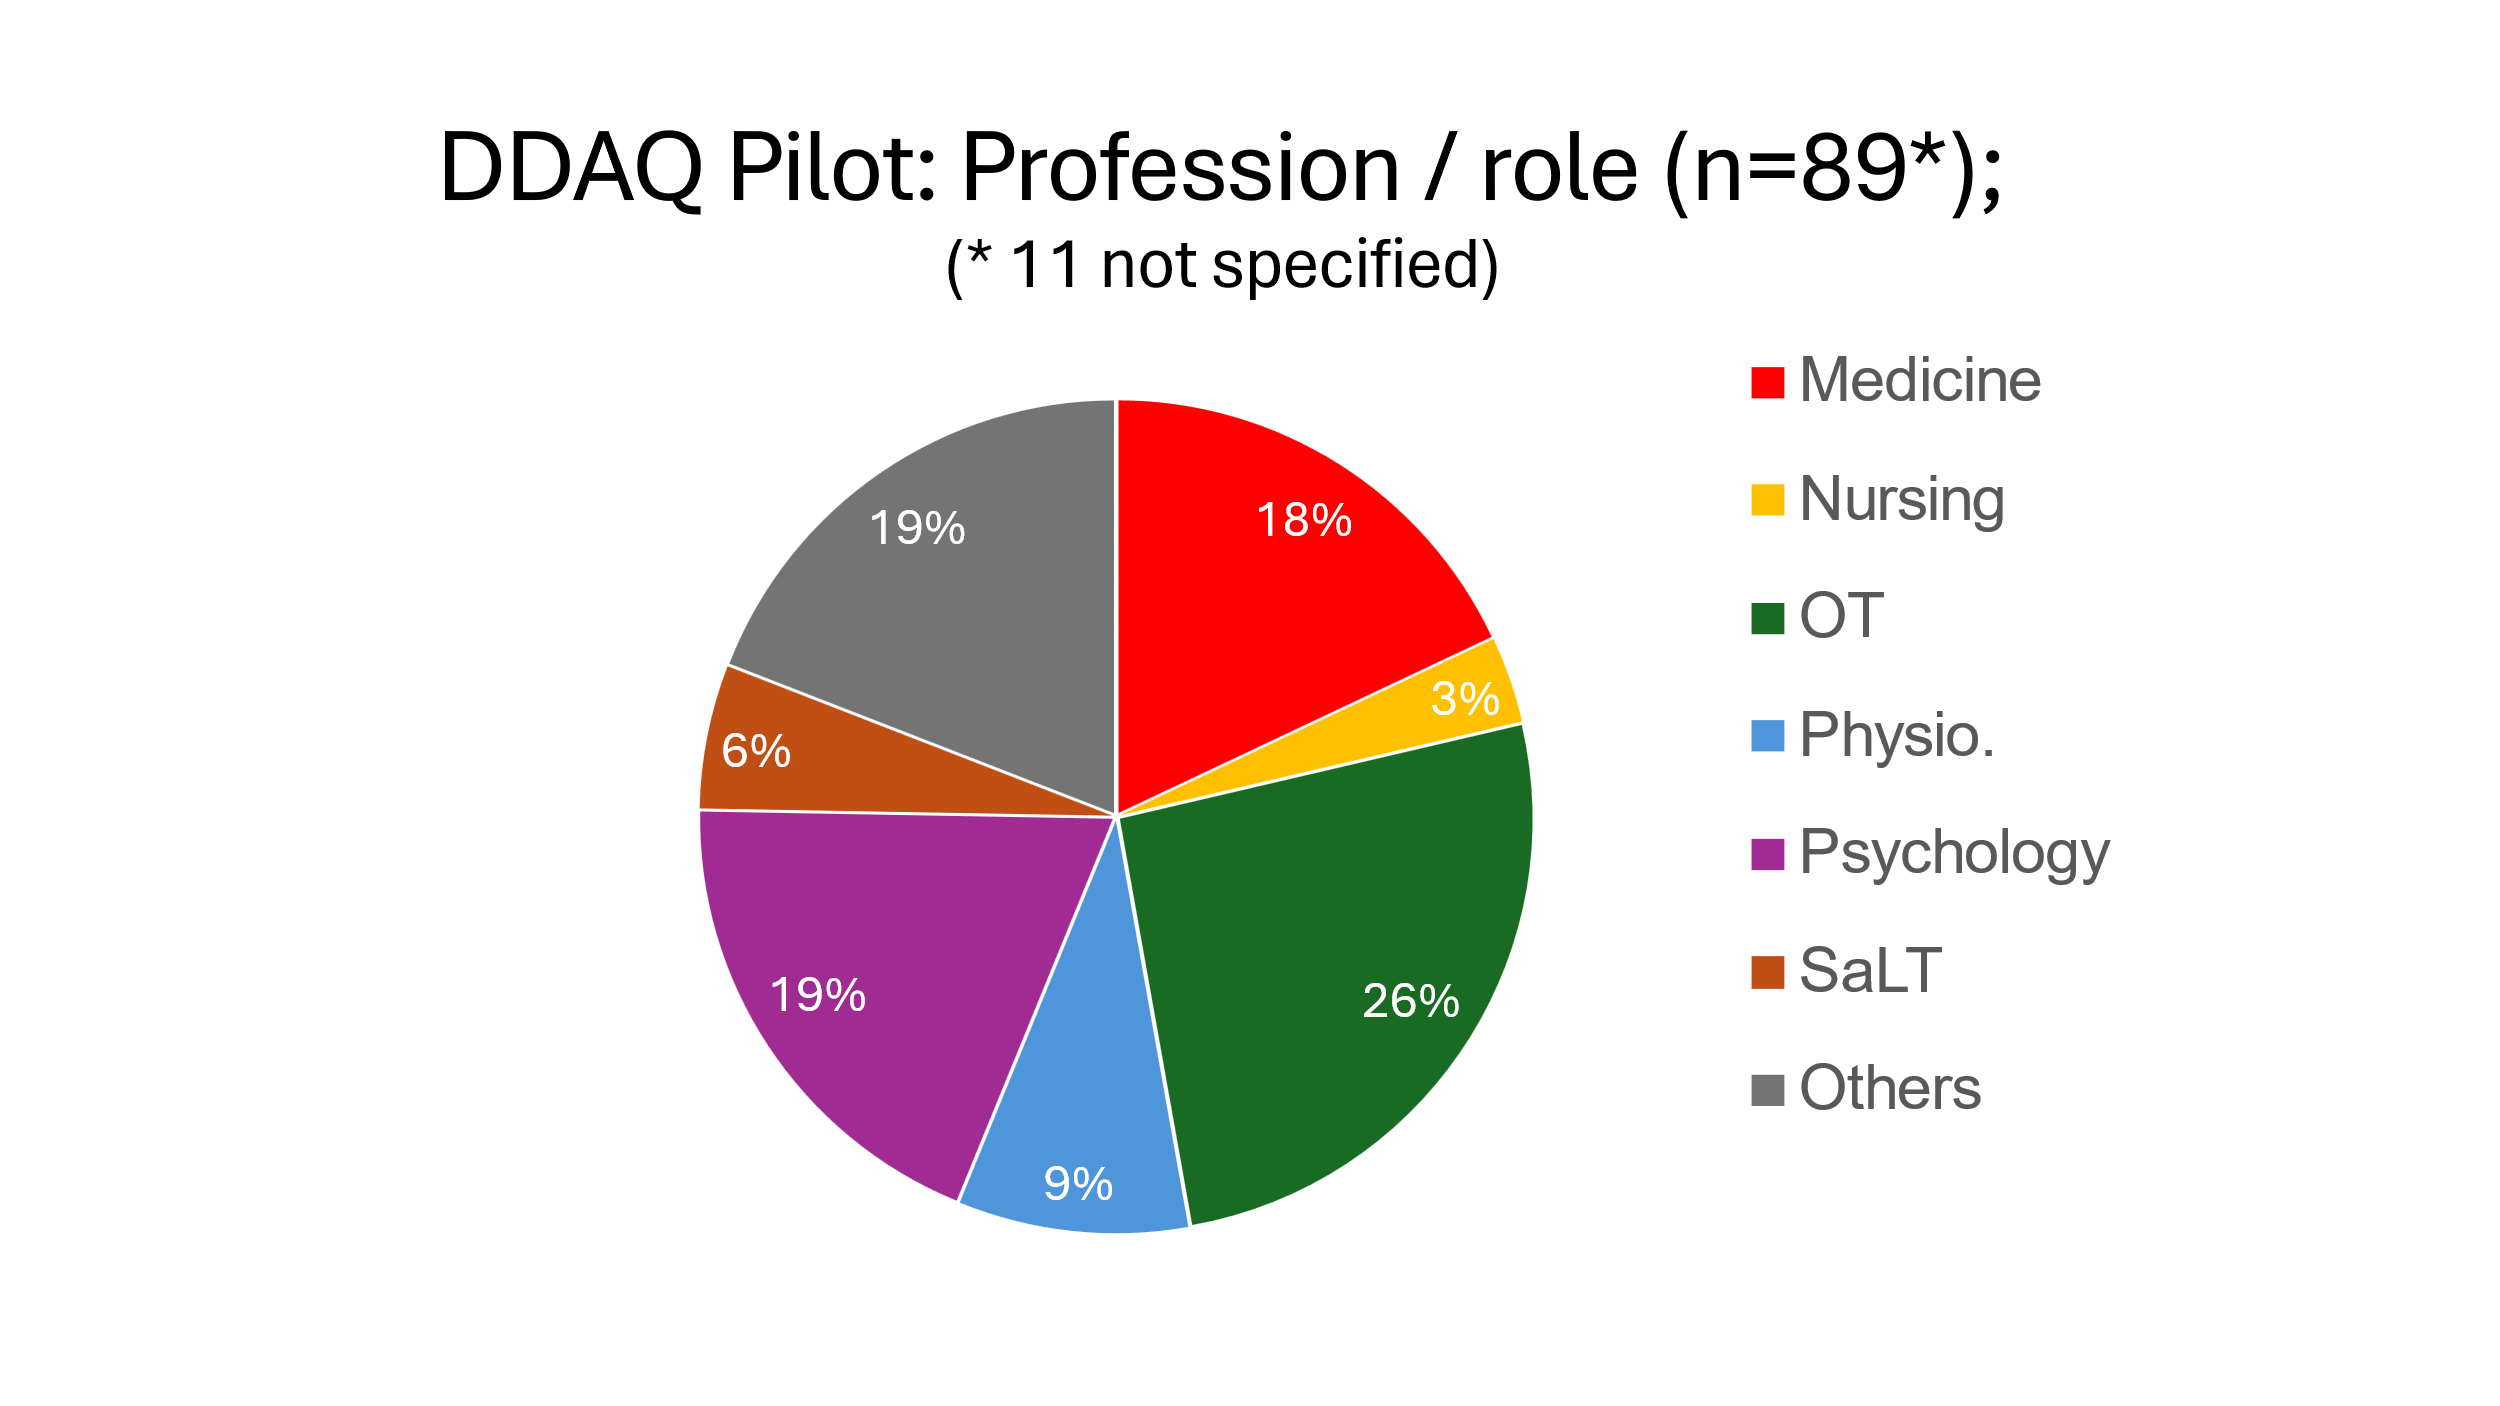 DDAQ Pilot: Profession / role (n=89*);
(* 11 not specified)
Medicine
Nursing
OT
Physio.
Psychology
SaLT
Others
18%
3%
26%
9%
19%
6%
19%